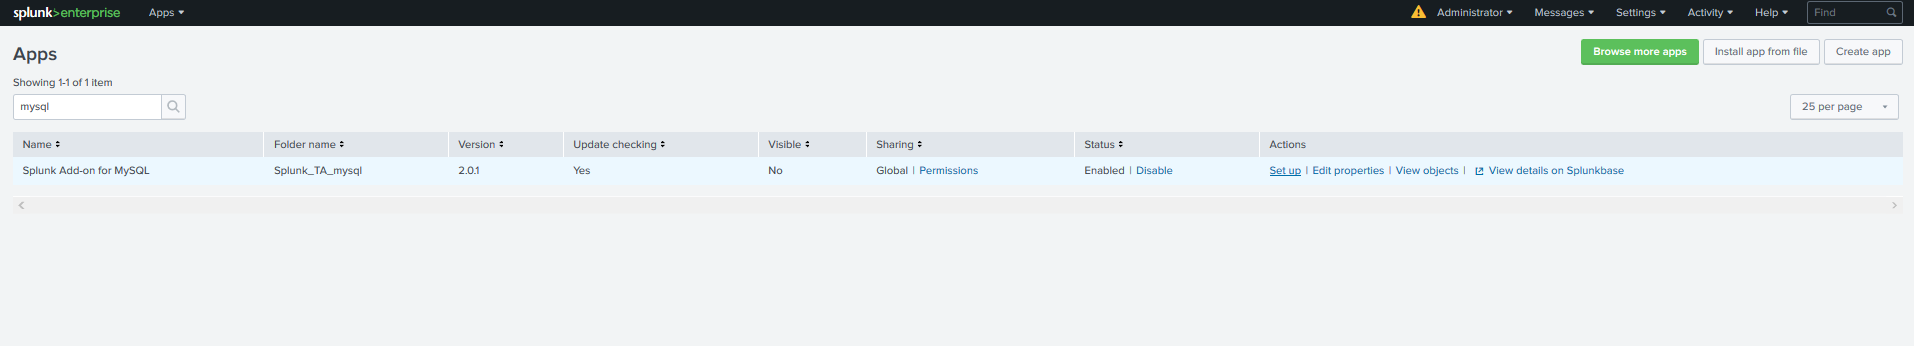 splunk>enterprise Apps Administrator Messages Settings Activity Help Find
Apps Browse more apps Install app from file Create app
Showing 1-1 of 1 item
mysql 25 per page
Name Folder name Version Update checking Visible Sharing Status Actions
Splunk Add-on for MySQL Splunk_TA_mysql 2.0.1 Yes No Global | Permissions Enabled | Disable Set up | Edit properties | View objects | View details on Splunkbase